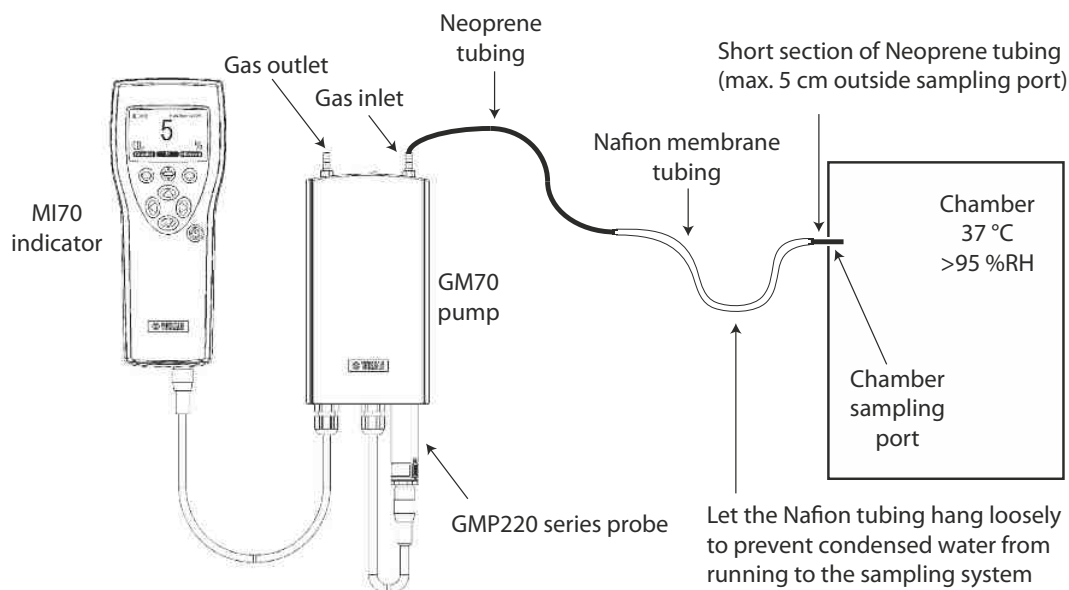 Neoprene
tubing
Short section of Neoprene tubing
(max. 5 cm outside sampling port)
Gas outlet
Gas inlet
Nafion membrane
tubing
5
MI70
indicator
Chamber
37 °C
>95 %RH
GM70
pump
Chamber
sampling
port
GMP220 series probe
Let the Nafion tubing hang loosely
to prevent condensed water from
running to the sampling system